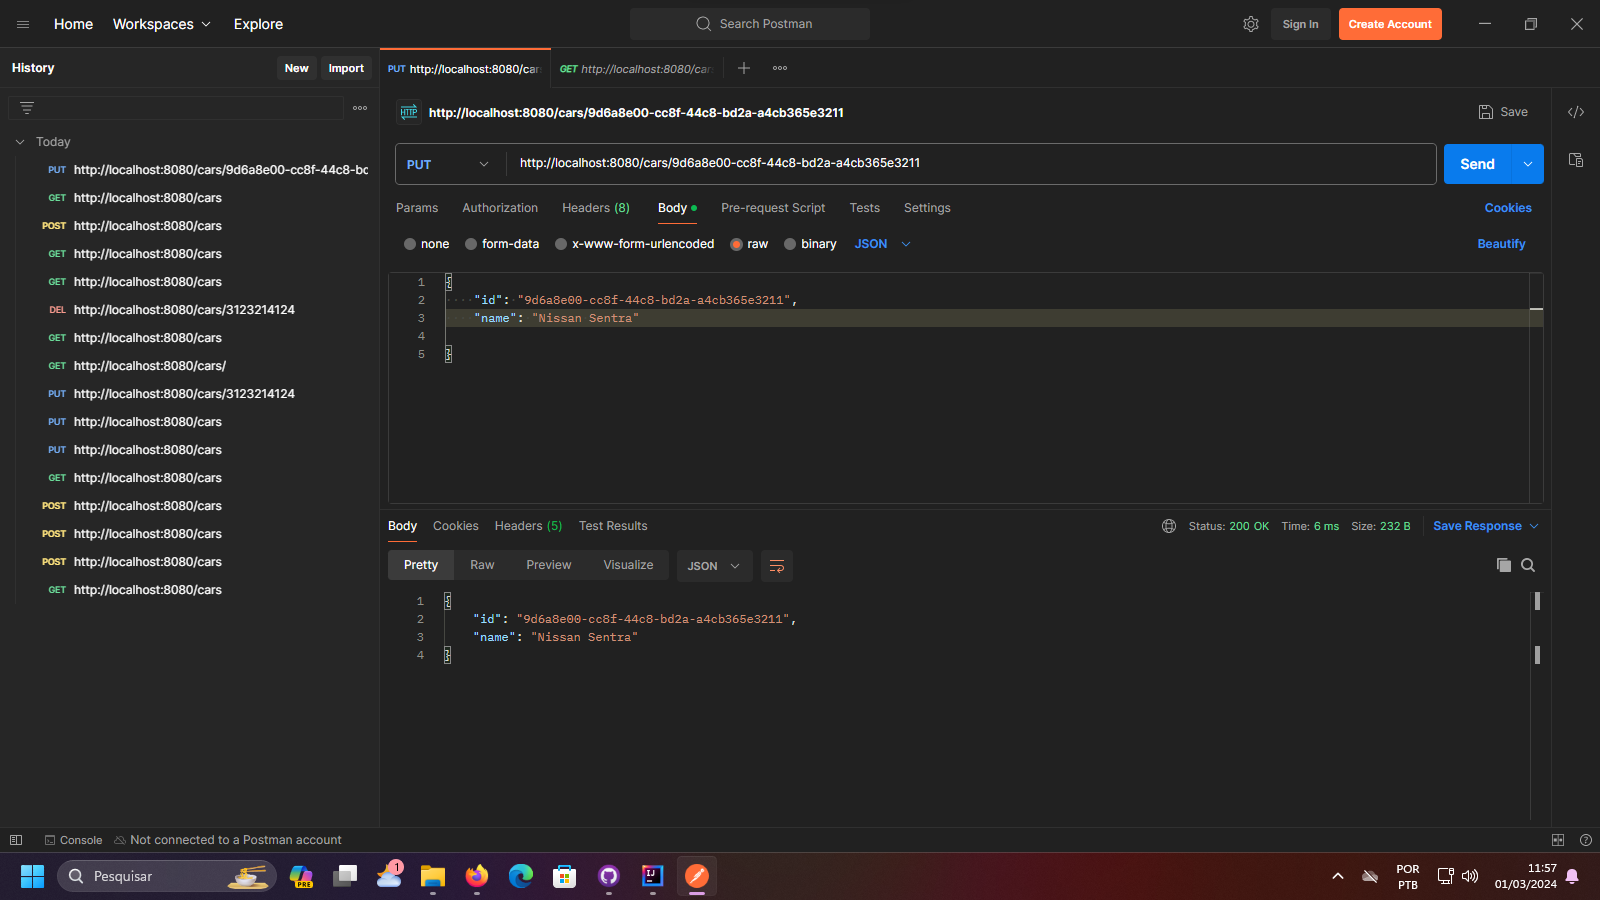 Home
Workspaces
Explore
Search Postman
Sign In
Create Account
History
New
Import
PUT http://localhost:8080/car
GET http://localhost:8080/car
HTTP http://localhost:8080/cars/9d6a8e00-cc8f-44c8-bd2a-a4cb365e3211
Save
Today
PUT http://localhost:8080/cars/9d6a8e00-cc8f-44c8-bc
GET http://localhost:8080/cars
POST http://localhost:8080/cars
GET http://localhost:8080/cars
GET http://localhost:8080/cars
DEL http://localhost:8080/cars/3123214124
GET http://localhost:8080/cars
GET http://localhost:8080/cars/
PUT http://localhost:8080/cars/3123214124
PUT http://localhost:8080/cars
PUT http://localhost:8080/cars
GET http://localhost:8080/cars
POST http://localhost:8080/cars
POST http://localhost:8080/cars
POST http://localhost:8080/cars
GET http://localhost:8080/cars
PUT
http://localhost:8080/cars/9d6a8e00-cc8f-44c8-bd2a-a4cb365e3211
Send
Params Authorization Headers (8) Body Pre-request Script Tests Settings Cookies
none form-data x-www-form-urlencoded raw binary JSON Beautify
1 {
2 "id": "9d6a8e00-cc8f-44c8-bd2a-a4cb365e3211",
3 "name": "Nissan Sentra"
4
5 }
Body Cookies Headers (5) Test Results Status: 200 OK Time: 6 ms Size: 232 B Save Response
Pretty Raw Preview Visualize JSON
1 {
2 "id": "9d6a8e00-cc8f-44c8-bd2a-a4cb365e3211",
3 "name": "Nissan Sentra"
4 }
Console Not connected to a Postman account
Pesquisar
PRE
1
IJ
POR
PTB
11:57
01/03/2024